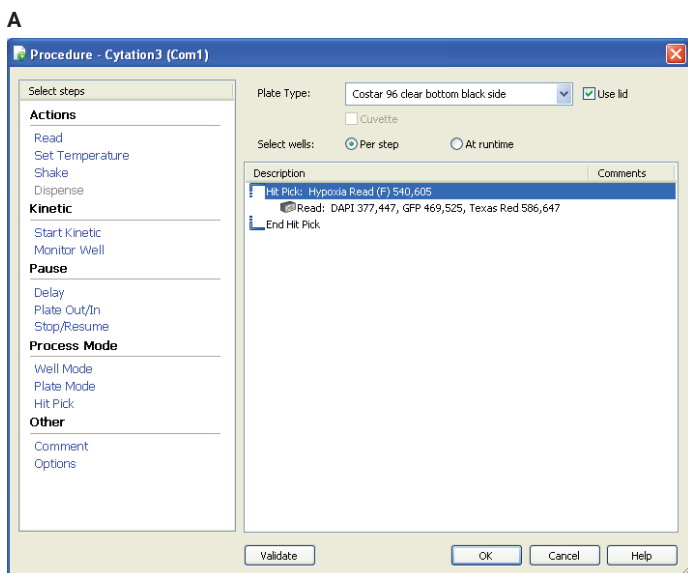 A
Procedure - Cytation3 (Com1)
Select steps
Actions
Read
Set Temperature
Shake
Dispense
Kinetic
Start Kinetic
Monitor Well
Pause
Delay
Plate Out/In
Stop/Resume
Process Mode
Well Mode
Plate Mode
Hit Pick
Other
Comment
Options
Plate Type: Costar 96 clear bottom black side Use lid
Cuvette
Select wells: Per step At runtime
Description Comments
Hit Pick: Hypoxia Read (F) 540,605
Read: DAPI 377,447, GFP 469,525, Texas Red 586,647
End Hit Pick
Validate OK Cancel Help